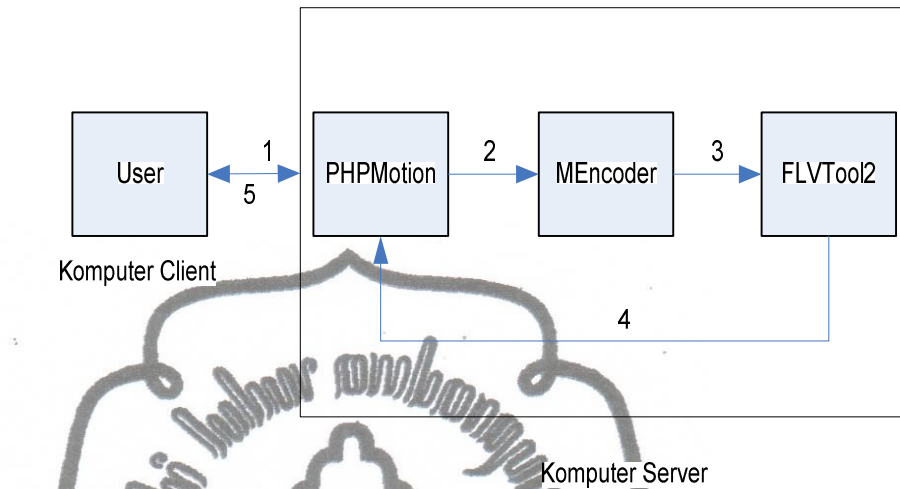 1
2
3
User
PHPMotion
MEncoder
FLVTool2
5
Komputer Client
4
Komputer Server